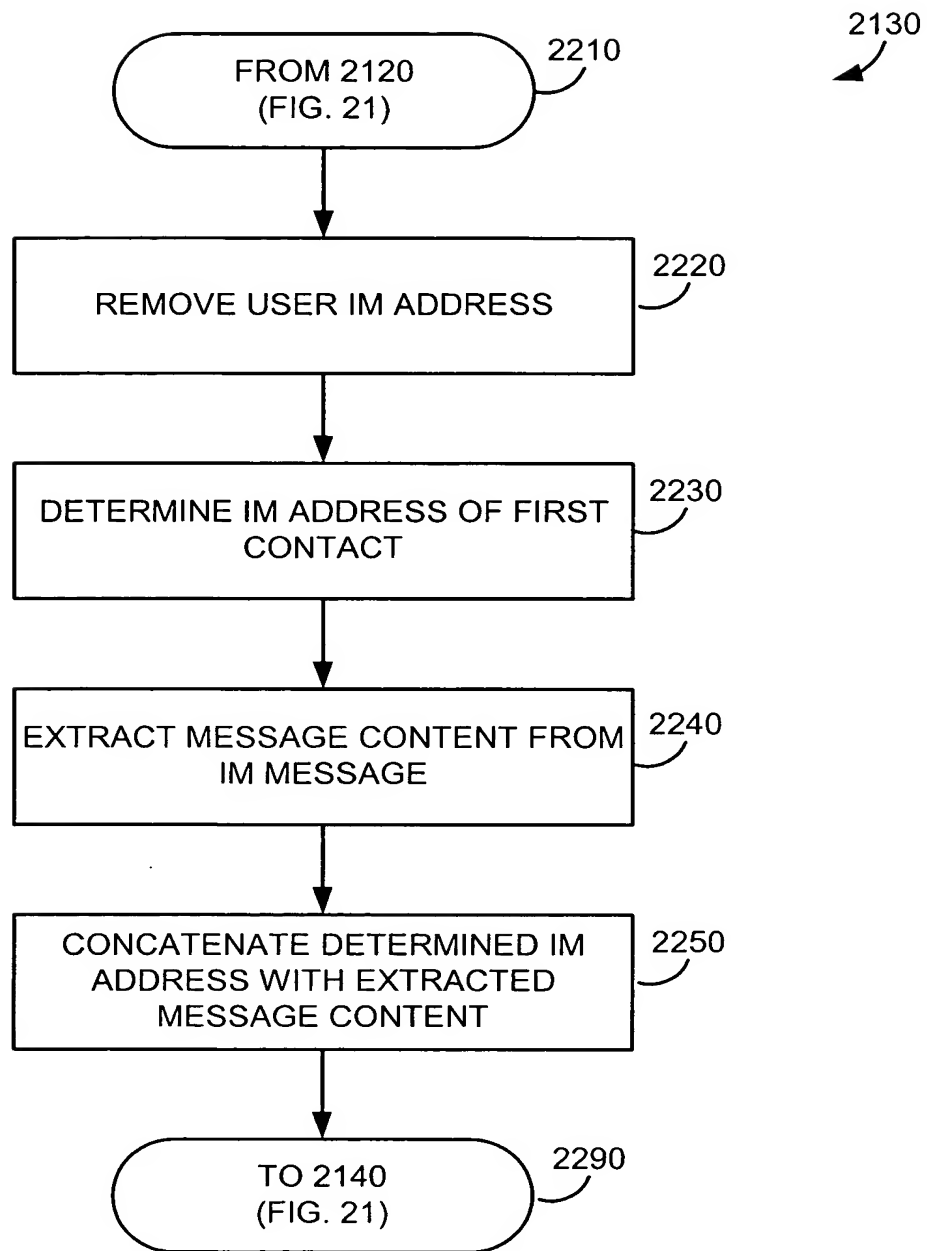 2130
FROM 2120
(FIG. 21)
2210
REMOVE USER IM ADDRESS
2220
DETERMINE IM ADDRESS OF FIRST
CONTACT
2230
EXTRACT MESSAGE CONTENT FROM
IM MESSAGE
2240
CONCATENATE DETERMINED IM
ADDRESS WITH EXTRACTED
MESSAGE CONTENT
2250
TO 2140
(FIG. 21)
2290